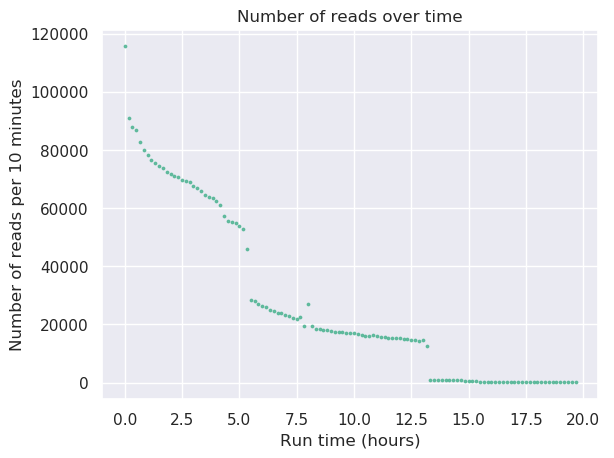 Number of reads over time
Number of reads per 10 minutes
120000
100000
80000
60000
40000
20000
0
0.0 2.5 5.0 7.5 10.0 12.5 15.0 17.5 20.0
Run time (hours)